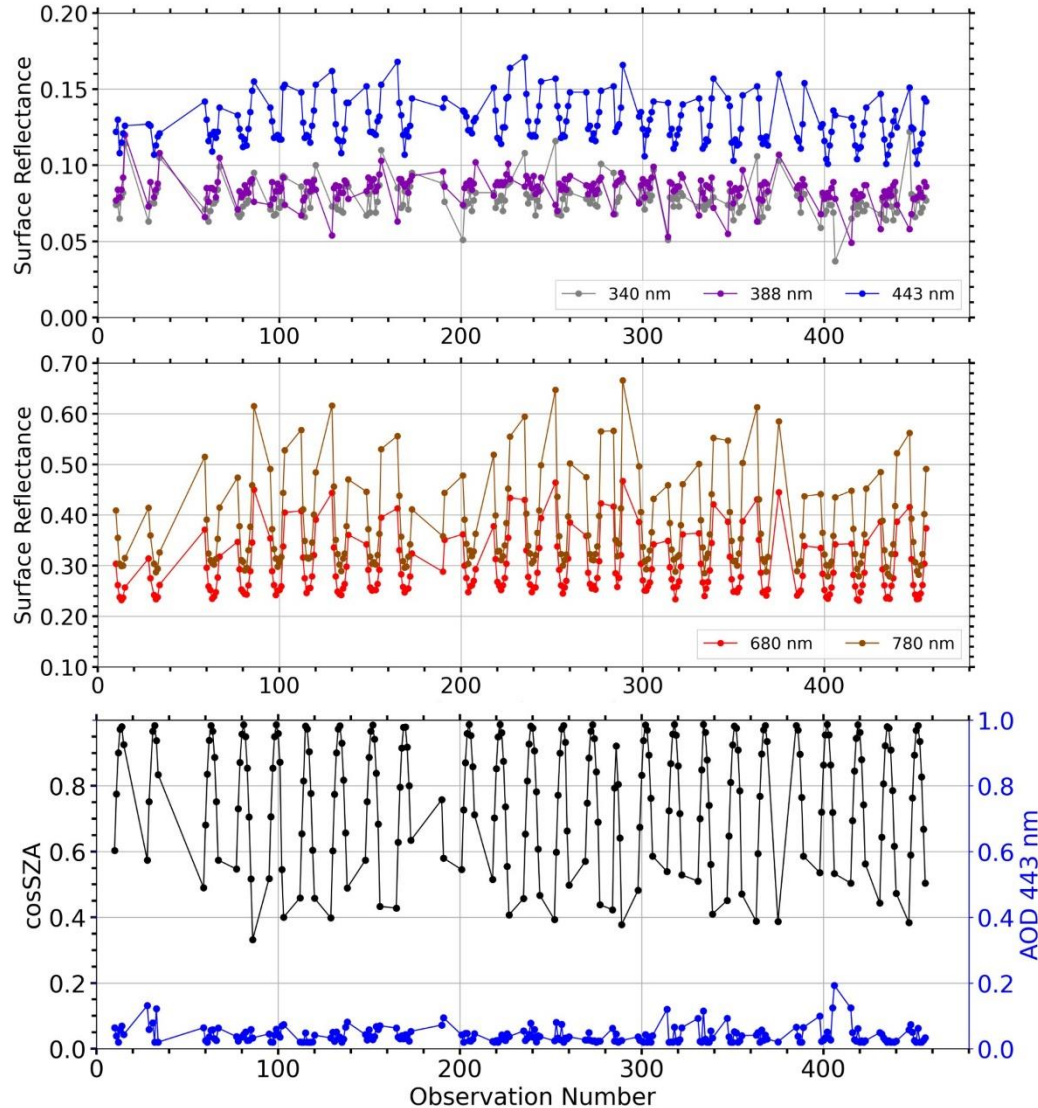 0.20
0.15
0.10
0.05
0.00
Surface Reflectance
340 nm 388 nm 443 nm
0 100 200 300 400
0.70
0.60
0.50
0.40
0.30
0.20
0.10
Surface Reflectance
680 nm 780 nm
0 100 200 300 400
0.8
0.6
0.4
0.2
0.0
cosSZA
1.0
0.8
0.6
0.4
0.2
0.0
AOD 443 nm
0 100 200 300 400
Observation Number